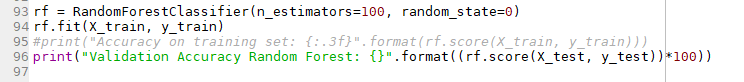 93 rf = RandomForestClassifier(n_estimators=100, random_state=0)
94 rf.fit(X_train, y_train)
95 #print("Accuracy on training set: {:.3f}".format(rf.score(X_train, y_train)))
96 print("Validation Accuracy Random Forest: {}".format((rf.score(X_test, y_test))*100))
97